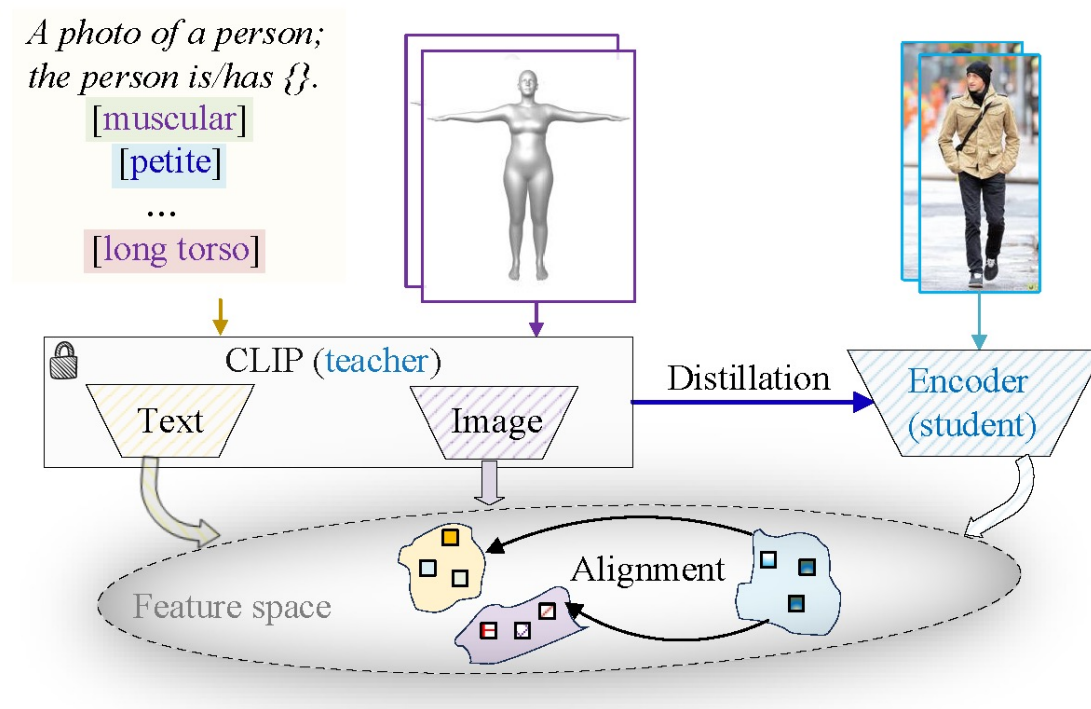 A photo of a person;
the person is/has {}.
[muscular]
[petite]
...
[long torso]
CLIP (teacher)
Text
Image
Distillation
Encoder
(student)
Alignment
Feature space